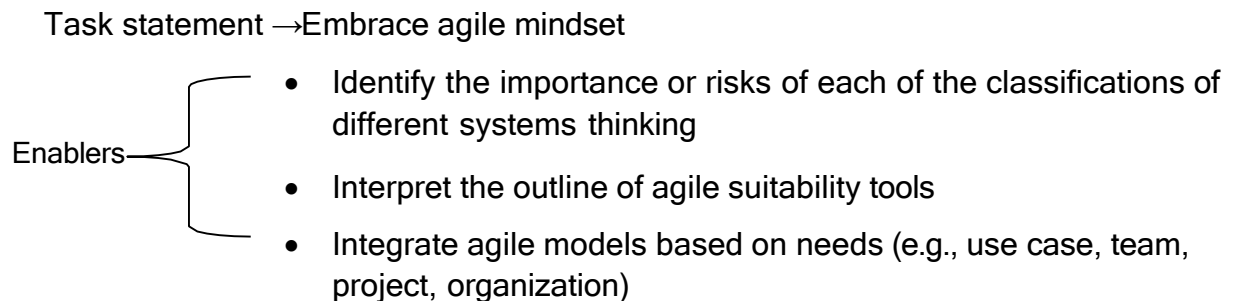 Task statement →Embrace agile mindset
• Identify the importance or risks of each of the classifications of
different systems thinking
Enablers
• Interpret the outline of agile suitability tools
• Integrate agile models based on needs (e.g., use case, team,
project, organization)